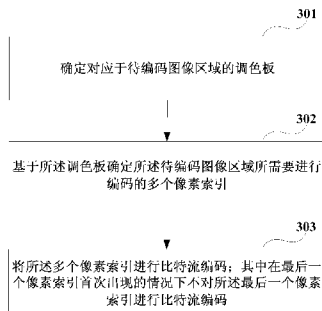 301
确定对应于待编码图像区域的调色板
302
基于所述调色板确定所述待编码图像区域所需要进行
编码的多个像素索引
303
将所述多个像素索引进行比特流编码；其中在最后一
个像素索引首次出现的情况下不对所述最后一个像素
索引进行比特流编码